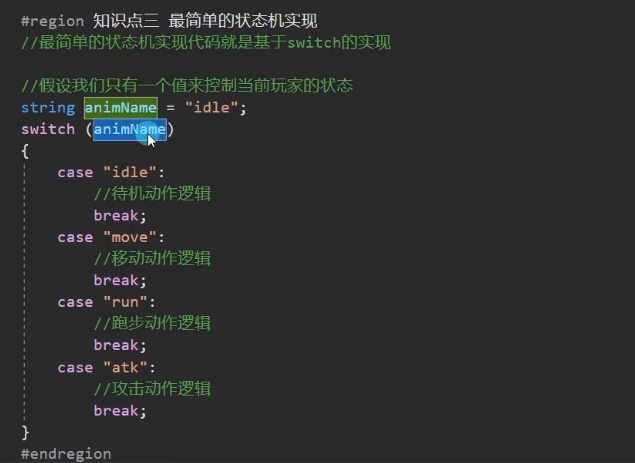 #region 知识点三 最简单的状态机实现
//最简单的状态机实现代码就是基于switch的实现
//假设我们只有一个值来控制当前玩家的状态
string animName = "idle";
switch (animName)
{
case "idle":
//待机动作逻辑
break;
case "move":
//移动动作逻辑
break;
case "run":
//跑步动作逻辑
break;
case "atk":
//攻击动作逻辑
break;
}
#endregion